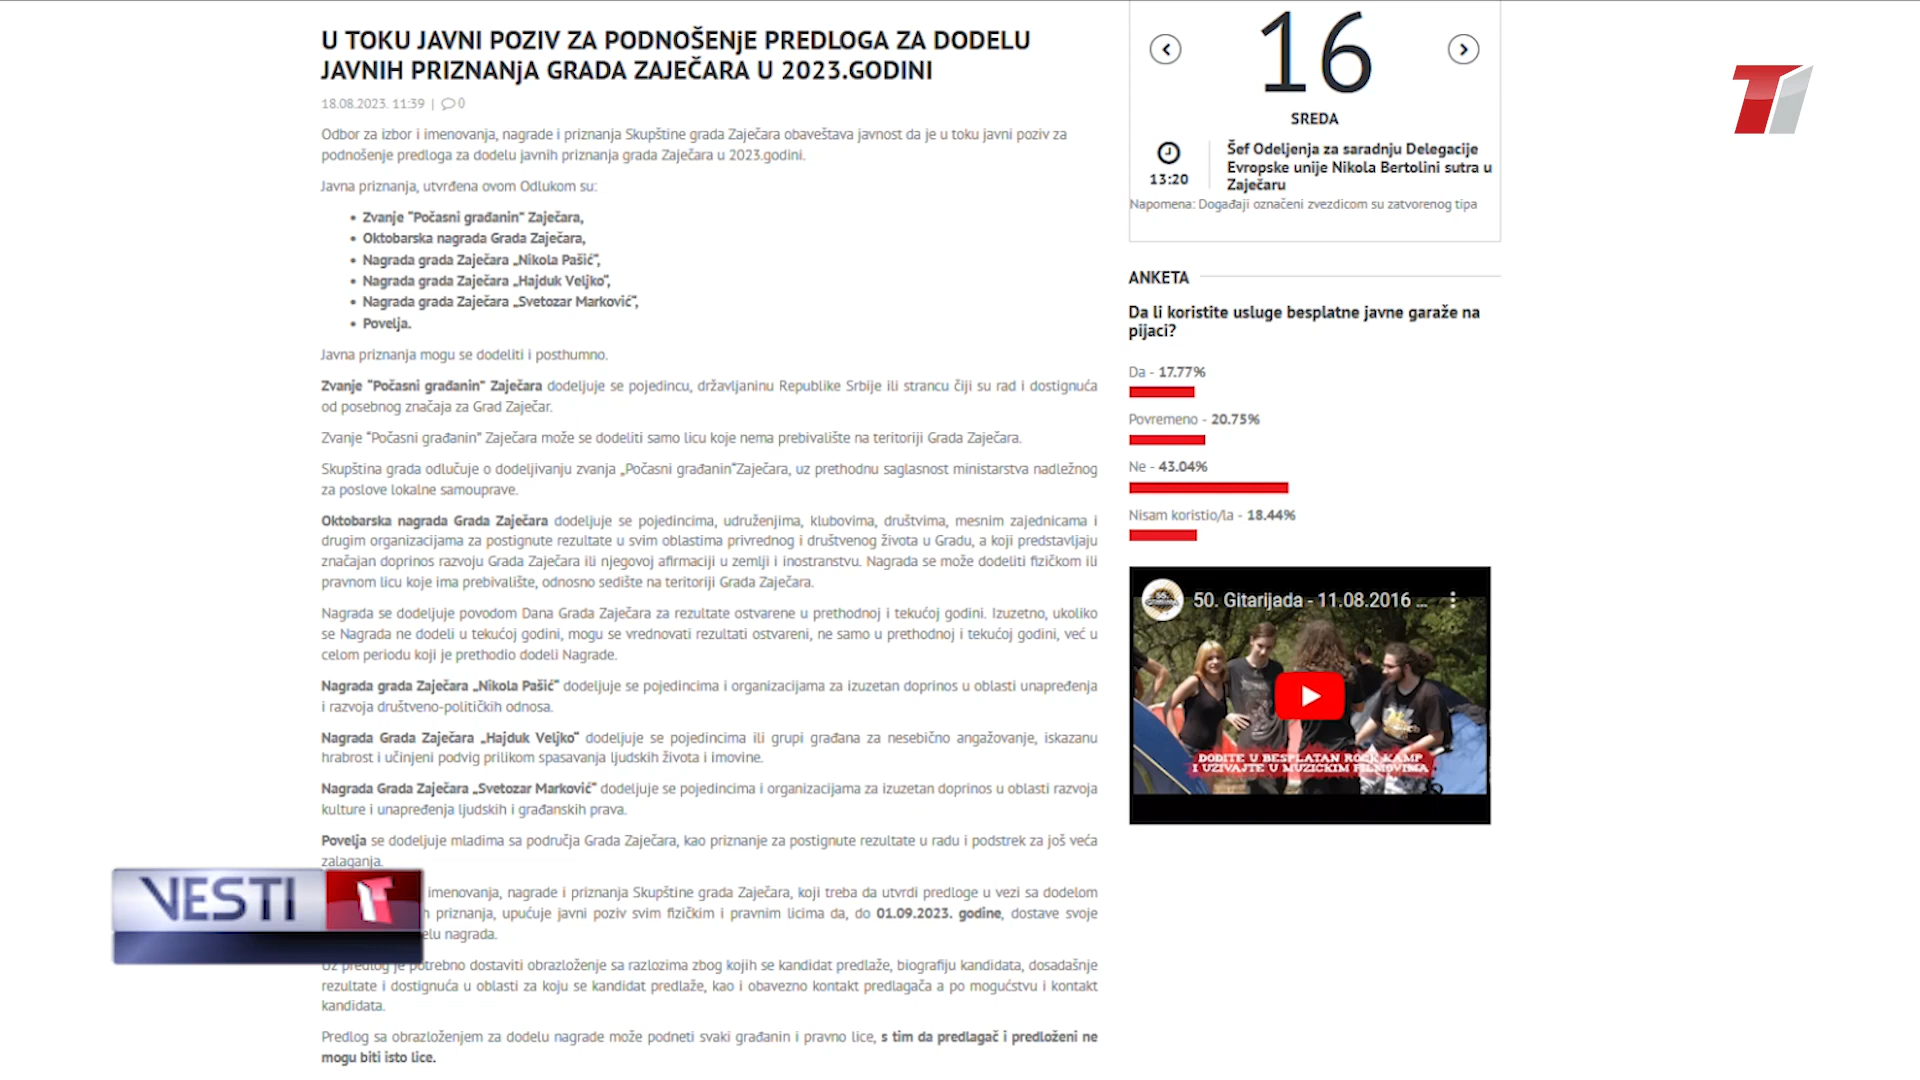 U TOKU JAVNI POZIV ZA PODNOŠENjE PREDLOGA ZA DODELU
JAVNIH PRIZNANjA GRADA ZAJEČARA U 2023.GODINI
18.08.2023. 11:39 | 0
Odbor za izbor i imenovanja, nagrade i priznanja Skupštine grada Zaječara obaveštava javnost da je u toku javni poziv za
podnošenje predloga za dodelu javnih priznanja grada Zaječara u 2023.godini.
Javna priznanja, utvrđena ovom Odlukom su:
• Zvanje “Počasni građanin” Zaječara,
• Oktobarska nagrada Grada Zaječara,
• Nagrada grada Zaječara „Nikola Pašić“,
• Nagrada grada Zaječara „Hajduk Veljko“,
• Nagrada grada Zaječara „Svetozar Marković“,
• Povelja.
Javna priznanja mogu se dodeliti i posthumno.
Zvanje “Počasni građanin” Zaječara dodeljuje se pojedincu, državljaninu Republike Srbije ili strancu čiji su rad i dostignuća
od posebnog značaja za Grad Zaječar.
Zvanje “Počasni građanin” Zaječara može se dodeliti samo licu koje nema prebivalište na teritoriji Grada Zaječara.
Skupština grada odlučuje o dodeljivanju zvanja „Počasni građanin“Zaječara, uz prethodnu saglasnost ministarstva nadležnog
za poslove lokalne samouprave.
Oktobarska nagrada Grada Zaječara dodeljuje se pojedincima, udruženjima, klubovima, društvima, mesnim zajednicama i
drugim organizacijama za postignute rezultate u svim oblastima privrednog i društvenog života u Gradu, a koji predstavljaju
značajan doprinos razvoju Grada Zaječara ili njegovoj afirmaciji u zemlji i inostranstvu. Nagrada se može dodeliti fizičkom ili
pravnom licu koje ima prebivalište, odnosno sedište na teritoriji Grada Zaječara.
Nagrada se dodeljuje povodom Dana Grada Zaječara za rezultate ostvarene u prethodnoj i tekućoj godini. Izuzetno, ukoliko
se Nagrada ne dodeli u tekućoj godini, mogu se vrednovati rezultati ostvareni, ne samo u prethodnoj i tekućoj godini, već u
celom periodu koji je prethodio dodeli Nagrade.
Nagrada grada Zaječara „Nikola Pašić“ dodeljuje se pojedincima i organizacijama za izuzetan doprinos u oblasti unapređenja
i razvoja društveno-političkih odnosa.
Nagrada Grada Zaječara „Hajduk Veljko“ dodeljuje se pojedincima ili grupi građana za nesebično angažovanje, iskazanu
hrabrost i učinjeni podvig prilikom spasavanja ljudskih života i imovine.
Nagrada Grada Zaječara „Svetozar Marković“ dodeljuje se pojedincima i organizacijama za izuzetan doprinos u oblasti razvoja
kulture i unapređenja ljudskih i građanskih prava.
Povelja se dodeljuje mladima sa područja Grada Zaječara, kao priznanje za postignute rezultate u radu i podstrek za još veća
zalaganja.
imenovanja, nagrade i priznanja Skupštine grada Zaječara, koji treba da utvrdi predloge u vezi sa dodelom
priznanja, upućuje javni poziv svim fizičkim i pravnim licima da, do 01.09.2023. godine, dostave svoje
nagrada.
Uz predlog je potrebno dostaviti obrazloženje sa razlozima zbog kojih se kandidat predlaže, biografiju kandidata, dosadašnje
rezultate i dostignuća u oblasti za koju se kandidat predlaže, kao i obavezno kontakt predlagača a po mogućstvu i kontakt
kandidata.
Predlog sa obrazloženjem za dodelu nagrade može podneti svaki građanin i pravno lice, s tim da predlagač i predloženi ne
mogu biti isto lice.
VESTI T
16
SREDA
13:20
Šef Odeljenja za saradnju Delegacije
Evropske unije Nikola Bertolini sutra u
Zaječaru
Napomena: Događaji označeni zvezdicom su zatvorenog tipa
ANKETA
Da li koristite usluge besplatne javne garaže na
pijaci?
Da - 17.77%
Povremeno - 20.75%
Ne - 43.04%
Nisam koristio/la - 18.44%
50. Gitarijada - 11.08.2016 ...
DOĐITE U BESPLATAN ROCK KAMP
I UŽIVAJTE U MUZIČKIM FILMOVIMA
T1